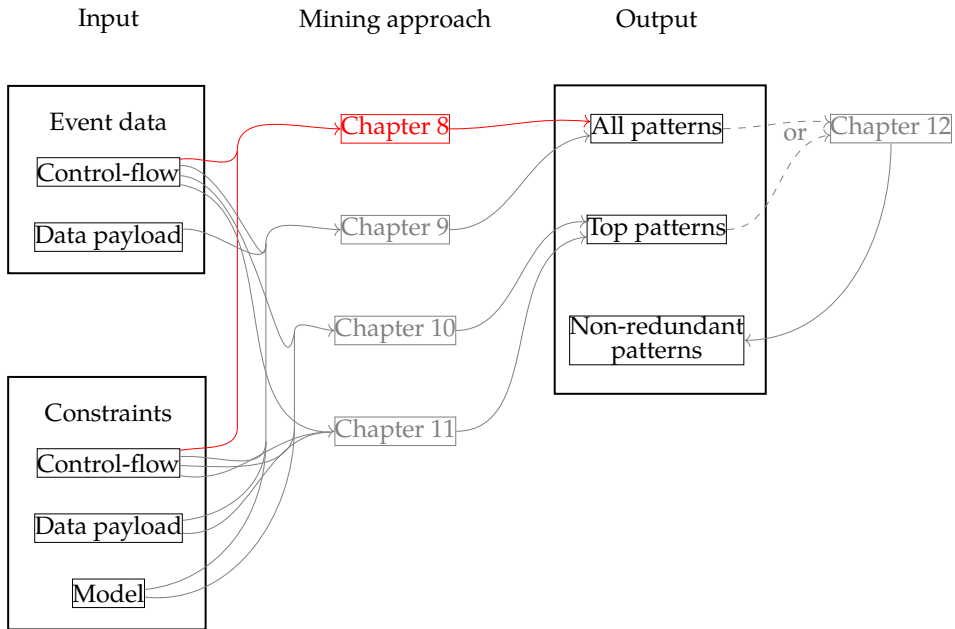 Input
Mining approach
Output
Event data
Control-flow
Data payload
Constraints
Control-flow
Data payload
Model
Chapter 8
Chapter 9
Chapter 10
Chapter 11
All patterns
Top patterns
Non-redundant
patterns
or
Chapter 12